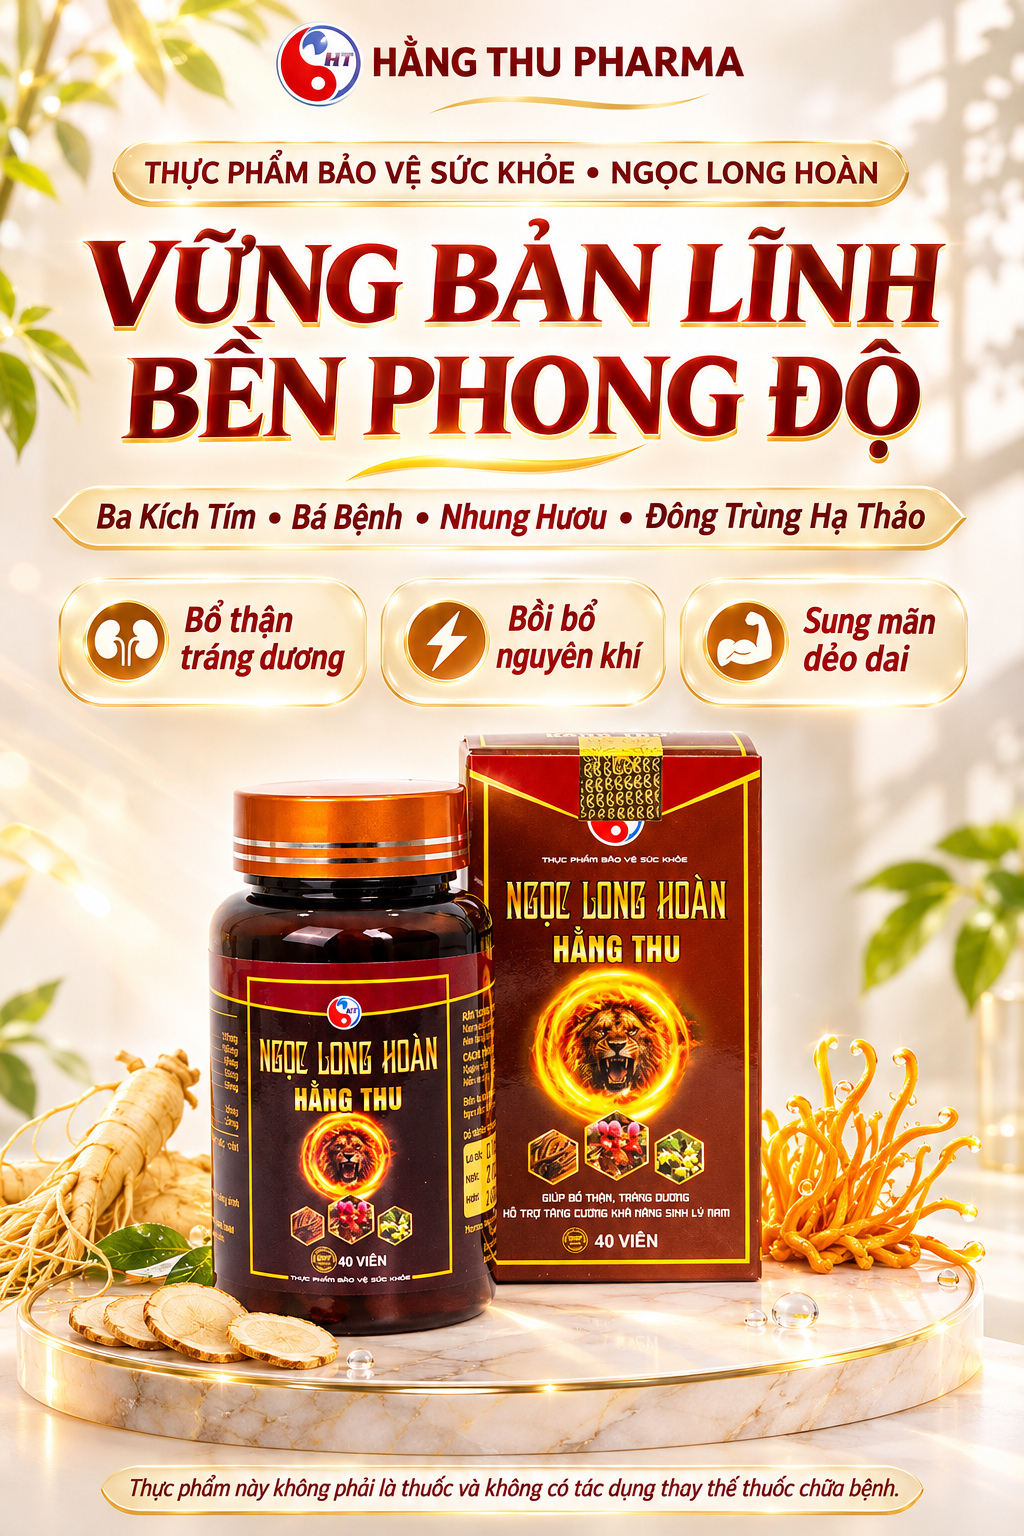 HT
HẰNG THU PHARMA
THỰC PHẨM BẢO VỆ SỨC KHỎE • NGỌC LONG HOÀN
VỮNG BẢN LĨNH
BỀN PHONG ĐỘ
Ba Kích Tím • Bá Bệnh • Nhung Hươu • Đông Trùng Hạ Thảo
Bổ thận
tráng dương
Bồi bổ
nguyên khí
Sung mãn
dẻo dai
THỰC PHẨM BẢO VỆ SỨC KHỎE
NGỌC LONG HOÀN
HẰNG THU
GIÚP BỔ THẬN, TRÁNG DƯƠNG
HỖ TRỢ TĂNG CƯỜNG KHẢ NĂNG SINH LÝ NAM
40 VIÊN
NGỌC LONG HOÀN
HẰNG THU
40 VIÊN
THỰC PHẨM BẢO VỆ SỨC KHỎE
Thực phẩm này không phải là thuốc và không có tác dụng thay thế thuốc chữa bệnh.